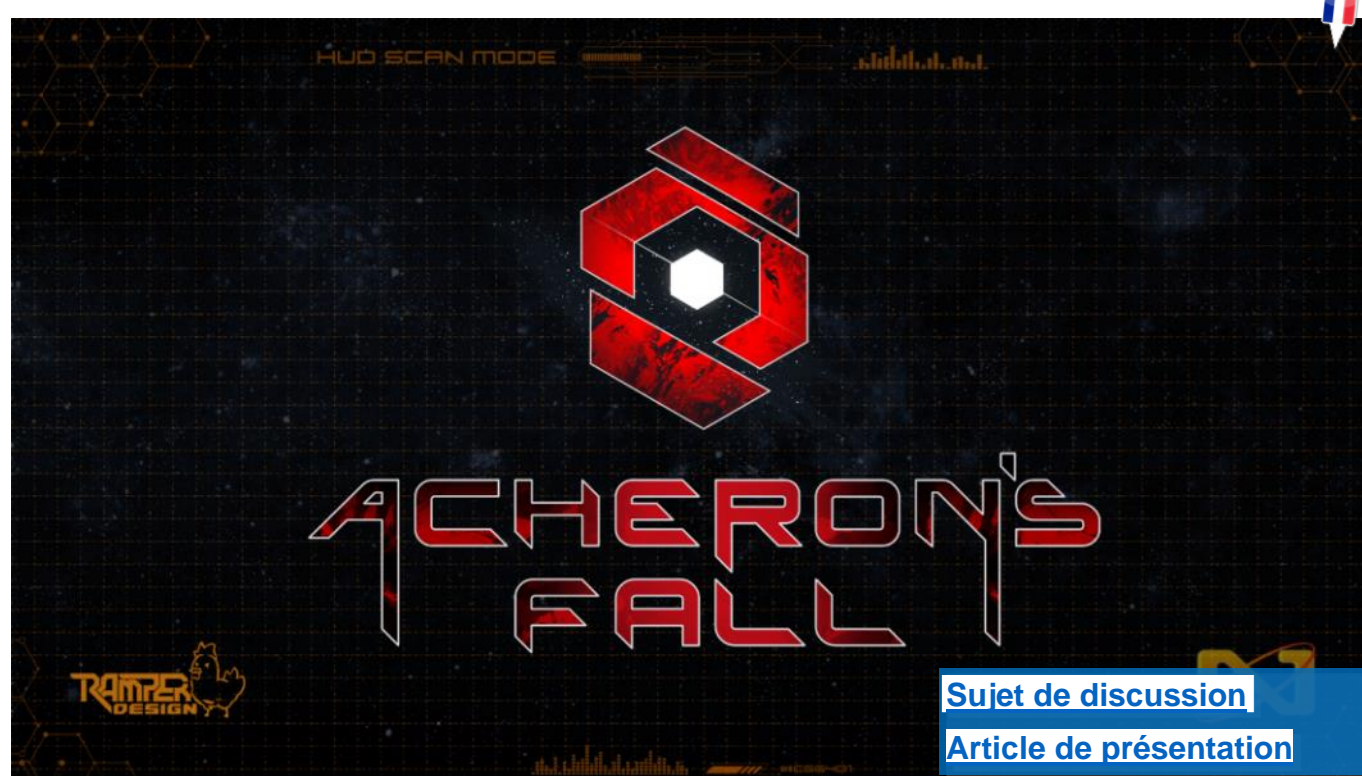 HUD SCAN MODE
ACHERON'S
FALL
RAMPER
DESIGN
Sujet de discussion
Article de présentation